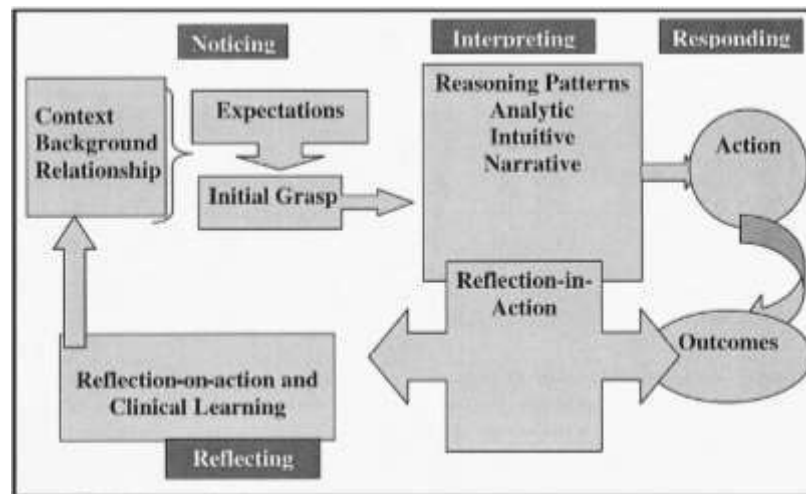 Noticing
Interpreting
Responding
Context
Background
Relationship
Expectations
Initial Grasp
Reasoning Patterns
Analytic
Intuitive
Narrative
Action
Reflection-in-
Action
Outcomes
Reflection-on-action and
Clinical Learning
Reflecting